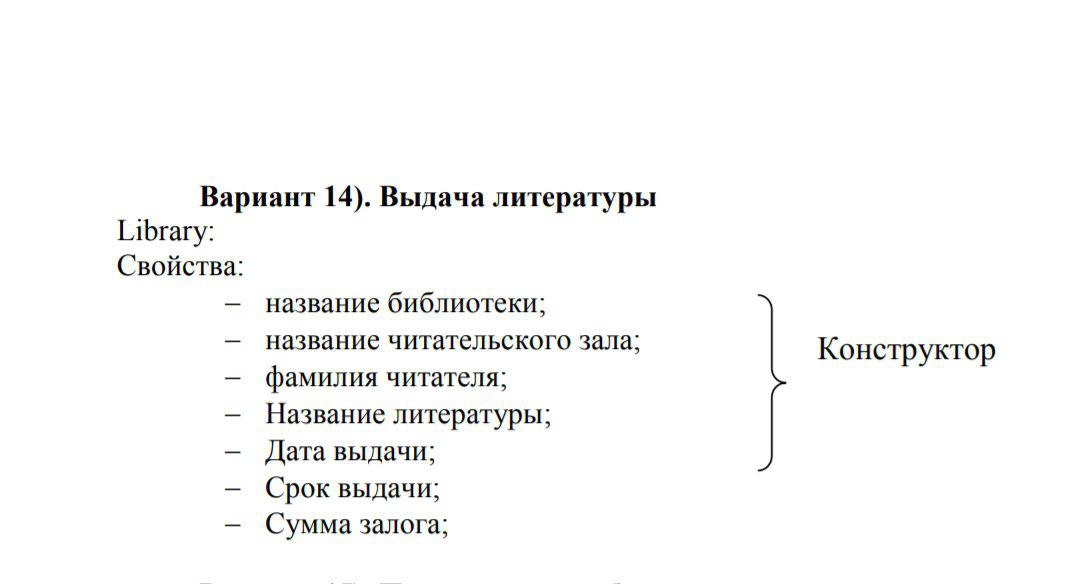 Вариант 14). Выдача литературы
Library:
Свойства:
– название библиотеки;
– название читательского зала;
– фамилия читателя;
– Название литературы;
– Дата выдачи;
– Срок выдачи;
– Сумма залога;
Конструктор